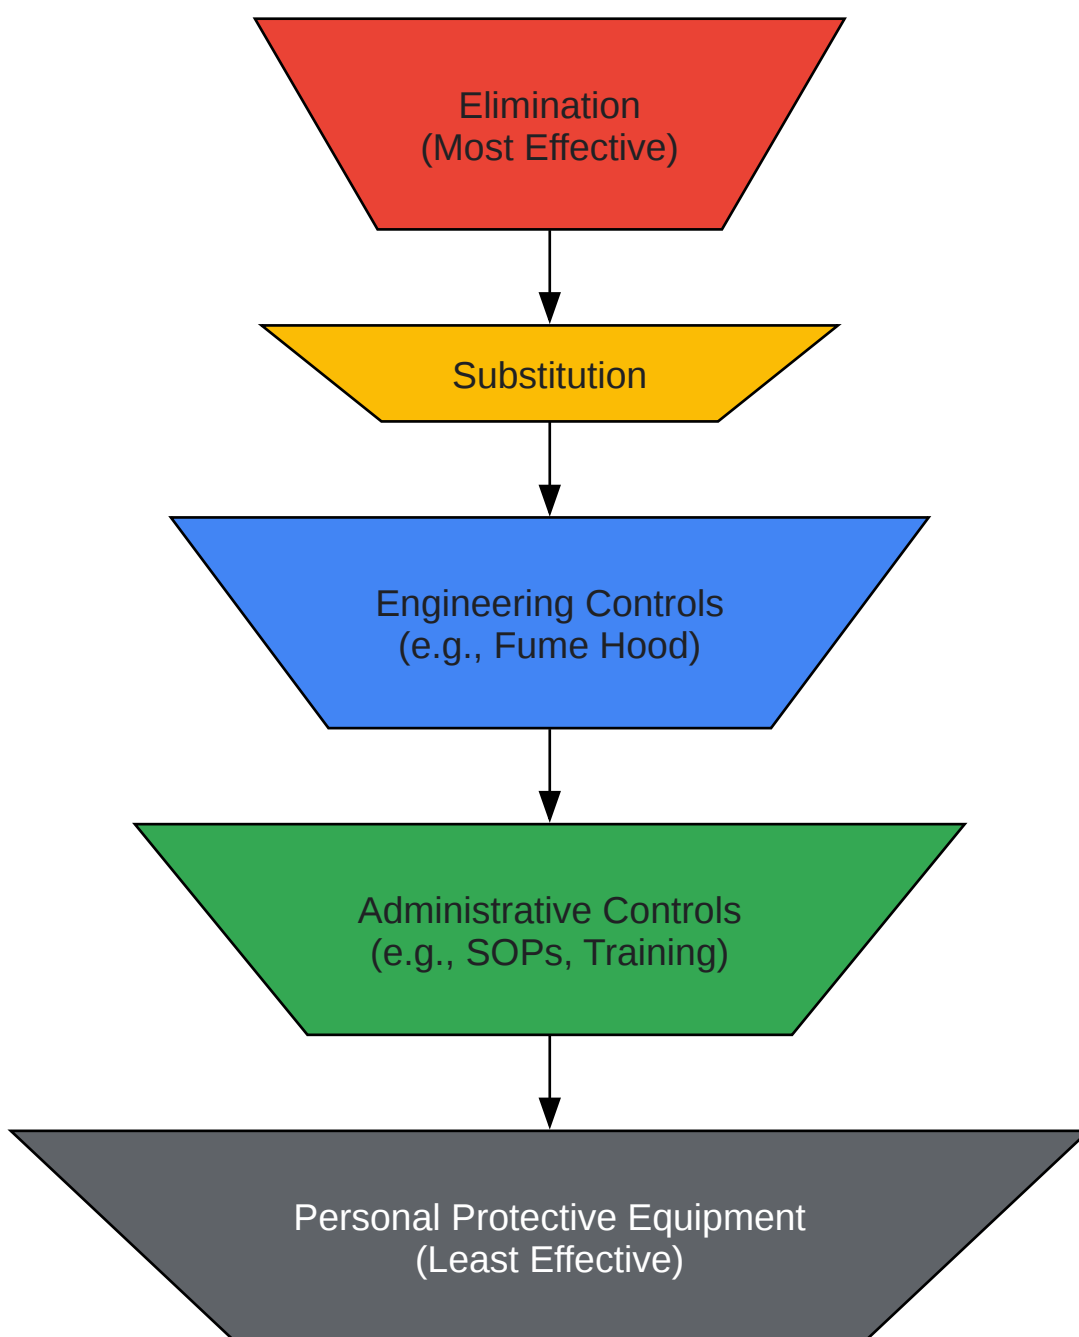 Elimination
(Most Effective)
Substitution
Engineering Controls
(e.g., Fume Hood)
Administrative Controls
(e.g., SOPs, Training)
Personal Protective Equipment
(Least Effective)